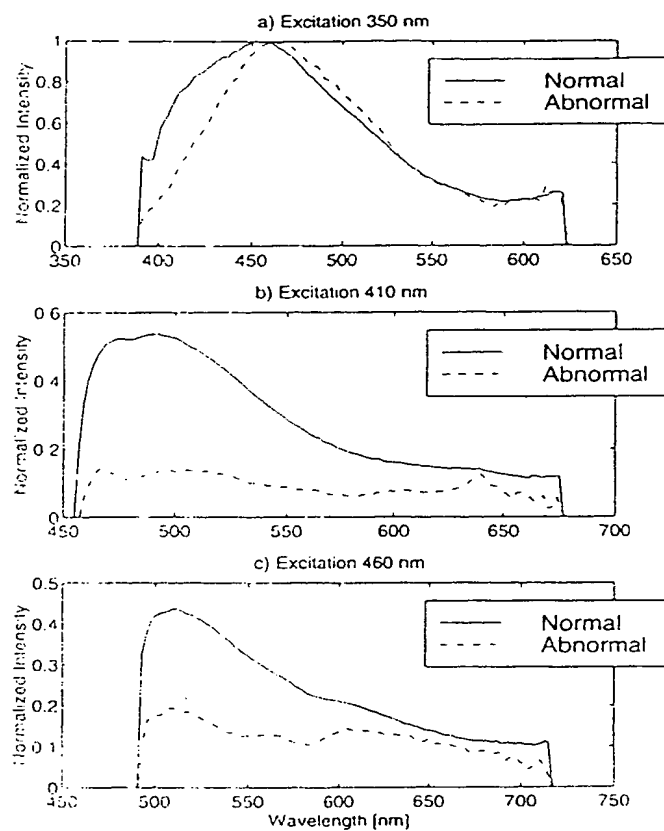 a) Excitation 350 nm
Normalized Intensity
1
0.8
0.6
0.4
0.2
0
350 400 450 500 550 600 650
Normal
Abnormal
b) Excitation 410 nm
Normalized Intensity
0 6
0 4
0 2
0
450 500 550 600 650 700
Normal
Abnormal
c) Excitation 460 nm
Normalized Intensity
0.5
0.4
0.3
0.2
0.1
0
450 500 550 600 650 700 750
Normal
Abnormal
Wavelength [nm]